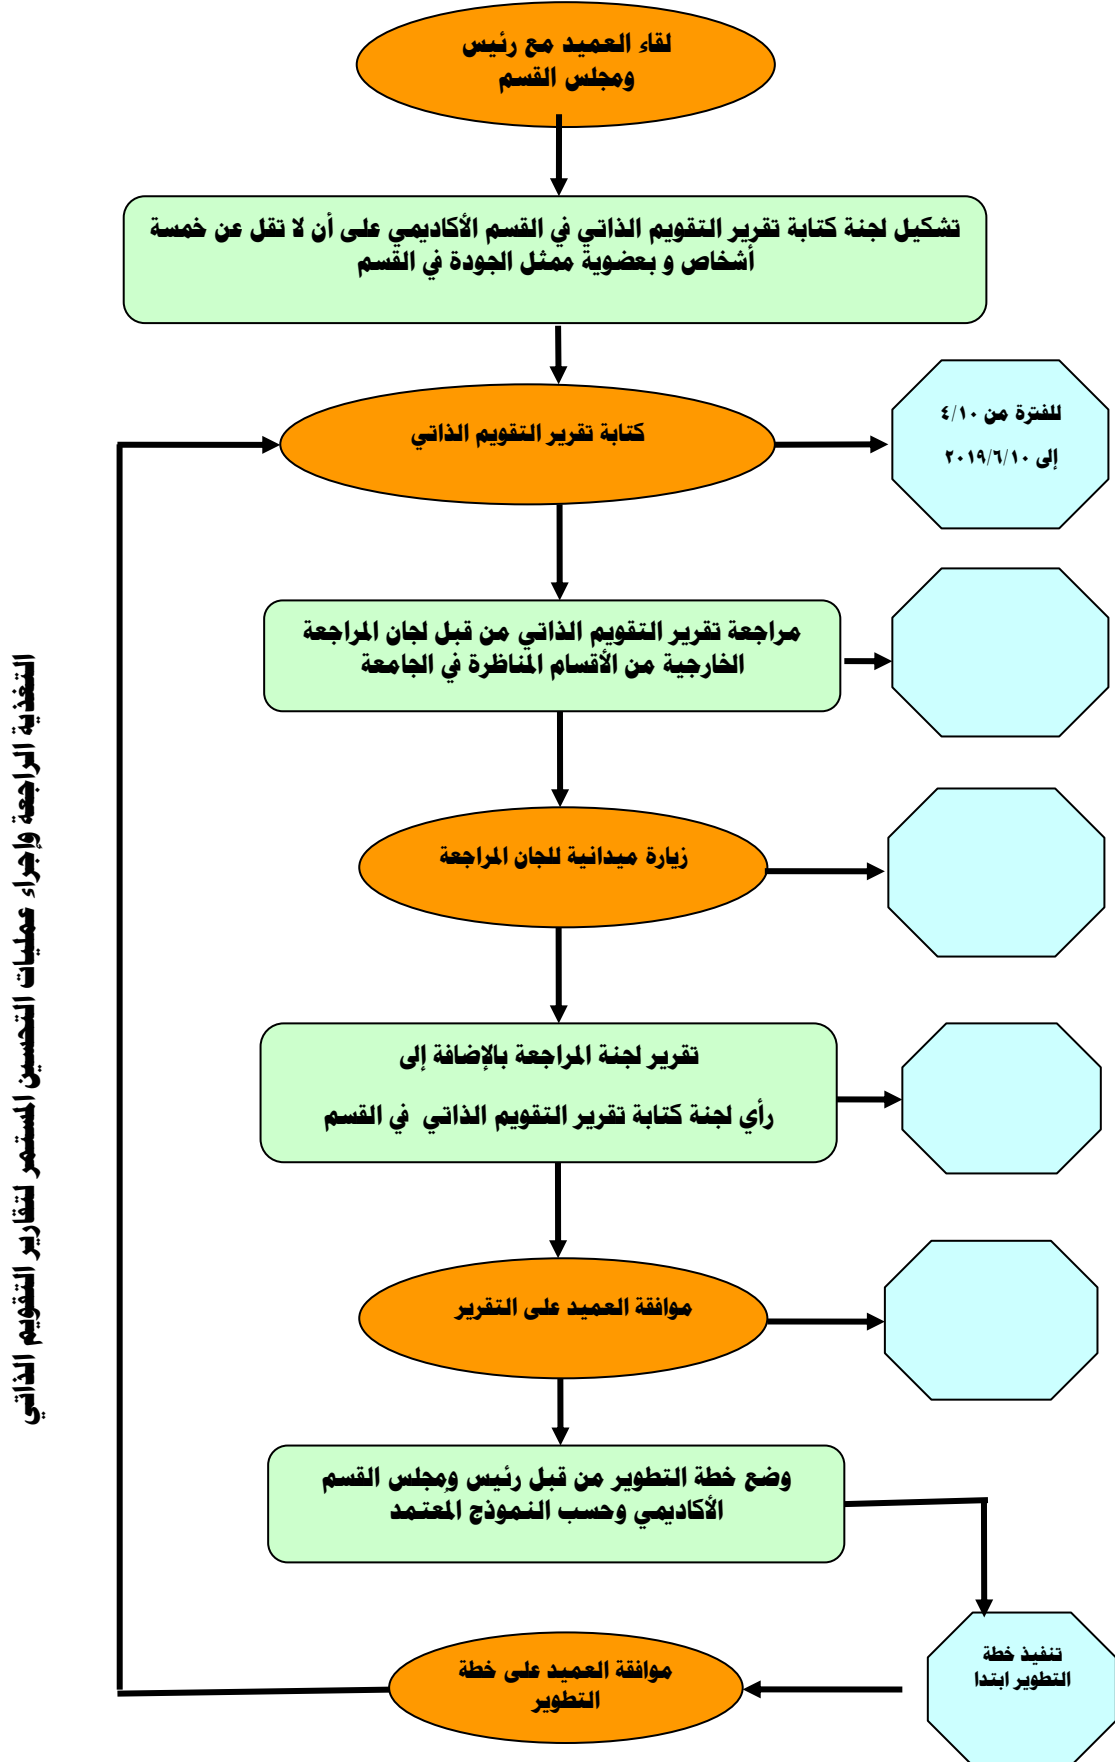 لقاء العميد مع رئيس
ومجلس القسم
تشكيل لجنة كتابة تقرير التقويم الذاتي في القسم الأكاديمي على أن لا تقل عن خمسة
أشخاص و بعضوية ممثل الجودة في القسم
كتابة تقرير التقويم الذاتي
للفترة من ٤/١٠
إلى ٢٠١٩/٦/١٠
مراجعة تقرير التقويم الذاتي من قبل لجان المراجعة
الخارجية من الأقسام المناظرة في الجامعة
زيارة ميدانية للجان المراجعة
تقرير لجنة المراجعة بالإضافة إلى
رأي لجنة كتابة تقرير التقويم الذاتي في القسم
موافقة العميد على التقرير
وضع خطة التطوير من قبل رئيس ومجلس القسم
الأكاديمي وحسب النموذج المُعتمد
تنفيذ خطة
التطوير ابتدا
موافقة العميد على خطة
التطوير
التغذية الراجعة وإجراء عمليات التحسين المستمر لتقارير التقويم الذاتي